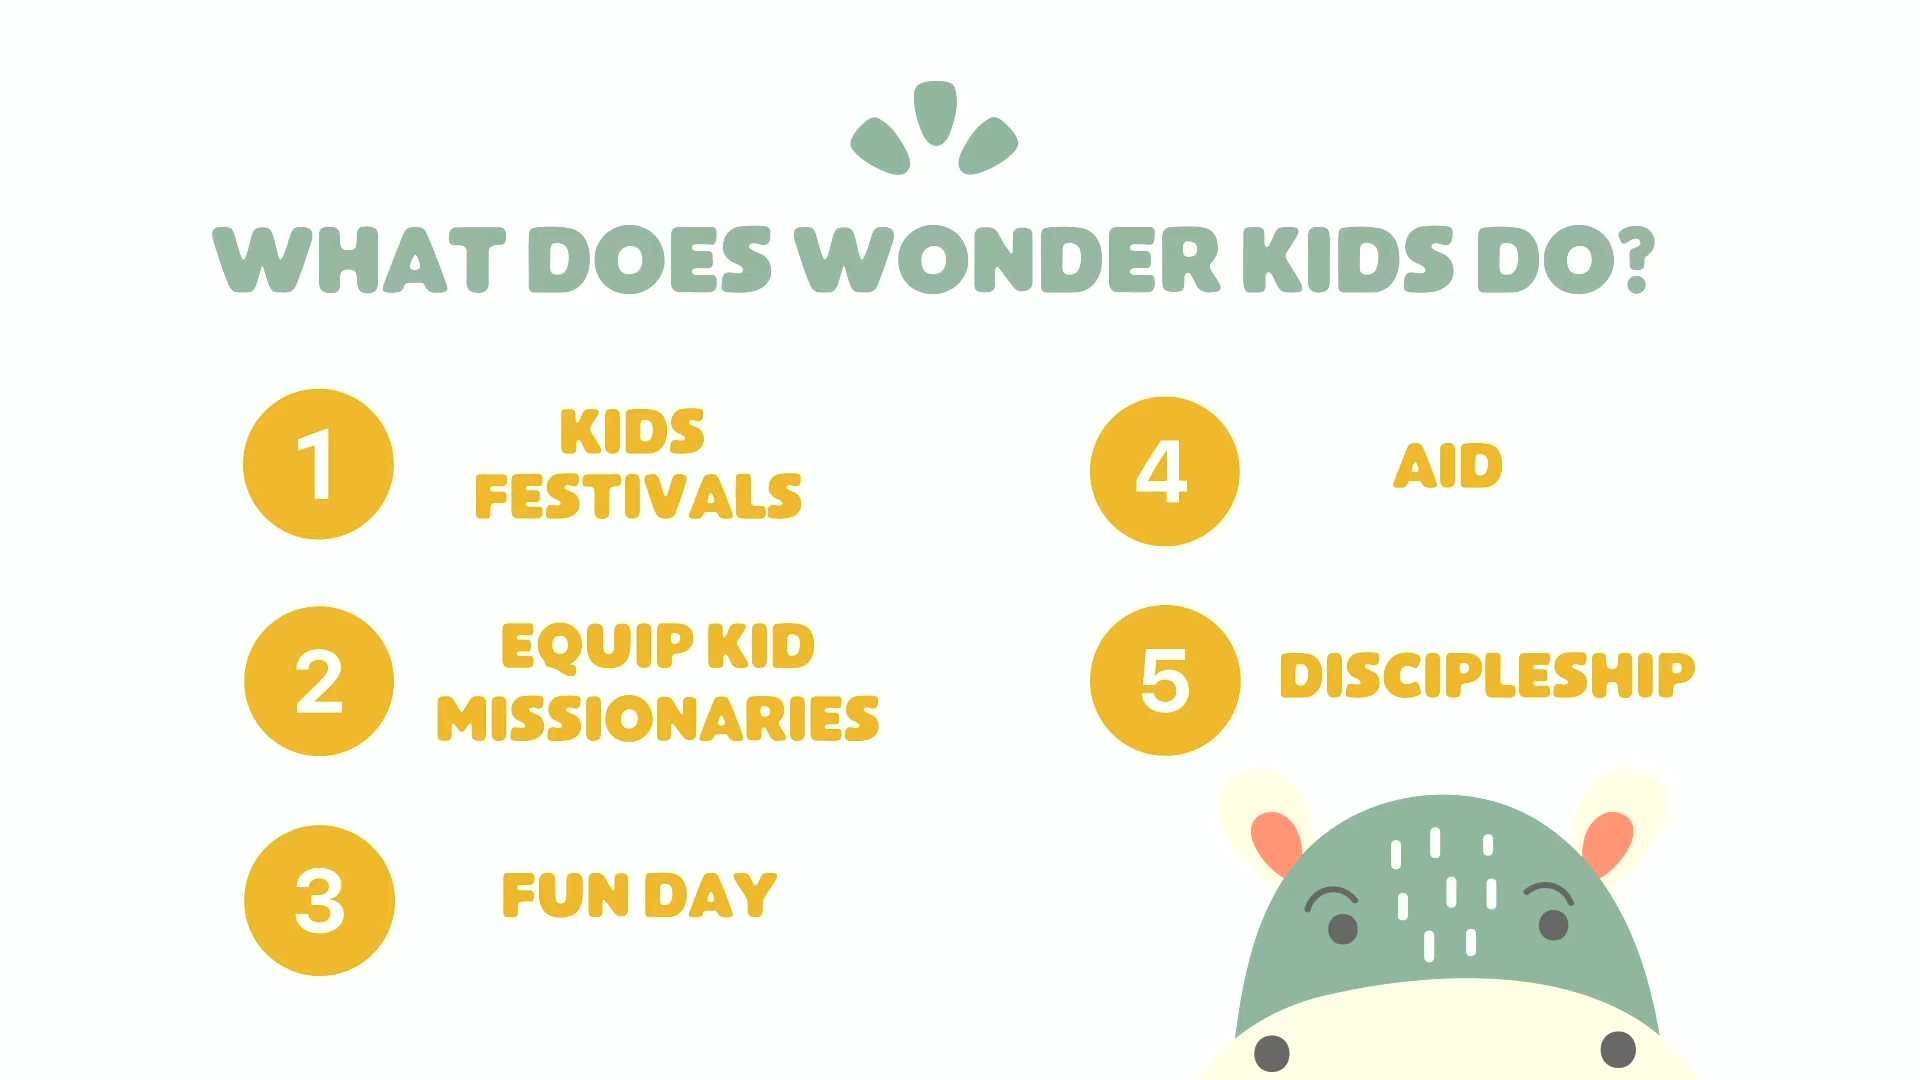 WHAT DOES WONDER KIDS DO?
1
KIDS
FESTIVALS
2
EQUIP KID
MISSIONARIES
3
FUN DAY
4
AID
5
DISCIPLESHIP